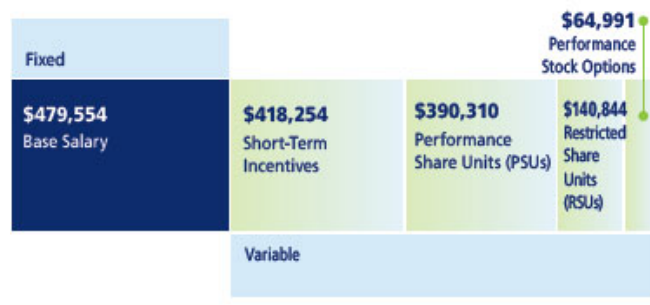 $64,991
Performance
Stock Options
Fixed
$479,554
Base Salary
$418,254
Short-Term
Incentives
$390,310
Performance
Share Units (PSUs)
$140,844
Restricted
Share
Units
(RSUs)
Variable